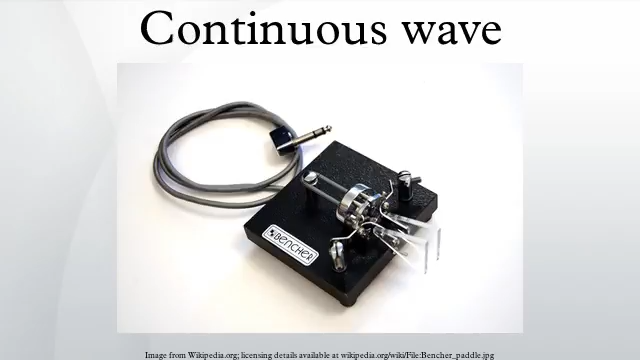 Continuous wave
BENCHER
Image from Wikipedia.org; licensing details available at wikipedia.org/wiki/File:Bencher_paddle.jpg